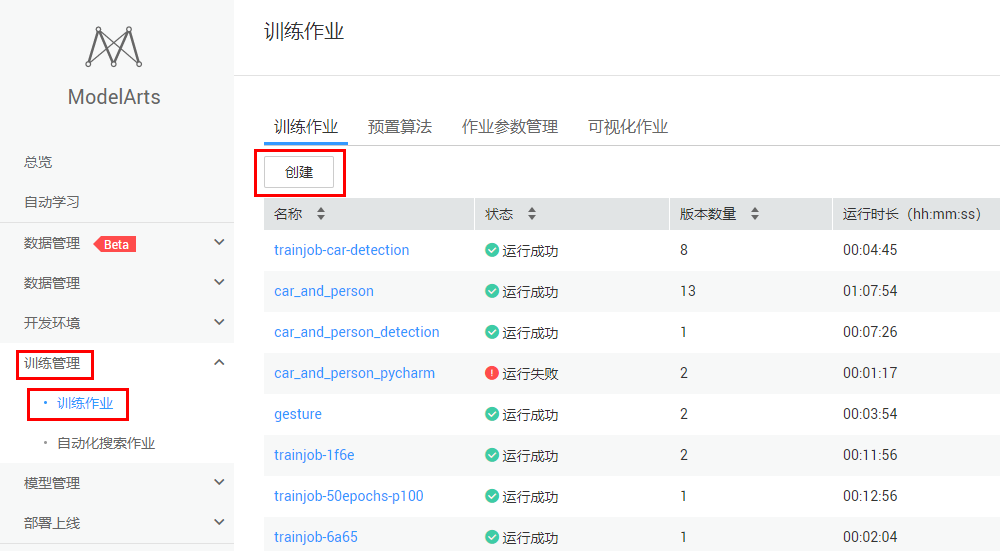 ModelArts
总览
自动学习
数据管理 Beta
数据管理
开发环境
训练管理
训练作业
自动化搜索作业
模型管理
部署上线
训练作业
训练作业 预置算法 作业参数管理 可视化作业
创建
名称 状态 版本数量 运行时长（hh:mm:ss）
trainjob-car-detection 运行成功 8 00:04:45
car_and_person 运行成功 13 01:07:54
car_and_person_detection 运行成功 1 00:07:26
car_and_person_pycharm 运行失败 2 00:01:17
gesture 运行成功 2 00:03:54
trainjob-1f6e 运行成功 2 00:11:56
trainjob-50epochs-p100 运行成功 1 00:12:56
trainjob-6a65 运行成功 1 00:02:04